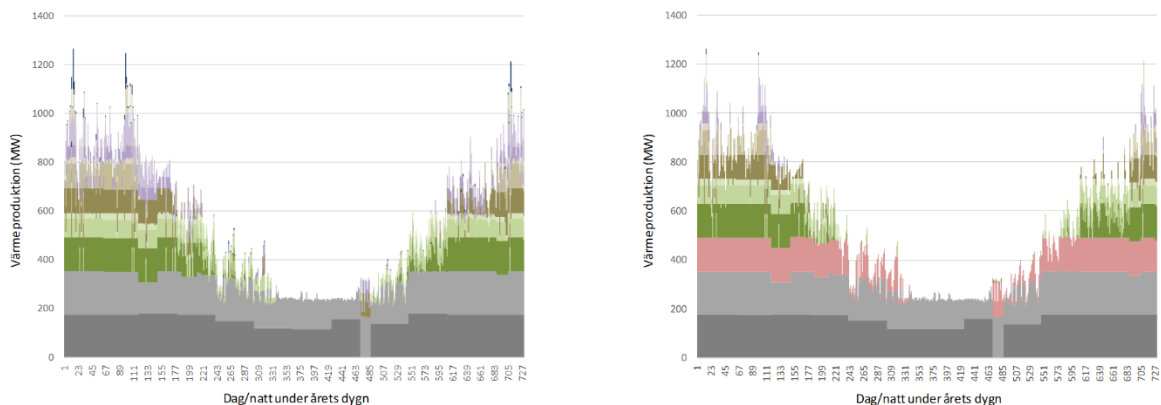 1400
1200
1000
800
600
400
200
0
Värmeproduktion (MW)
1 23 45 67 89 111 133 155 177 199 221 243 265 287 309 331 353 375 397 419 441 463 485 507 529 551 573 595 617 639 661 683 705 727
Dag/natt under årets dygn
1400
1200
1000
800
600
400
200
0
Värmeproduktion (MW)
1 23 45 67 89 111 133 155 177 199 221 243 265 287 309 331 353 375 397 419 441 463 485 507 529 551 573 595 617 639 661 683 705 727
Dag/natt under årets dygn